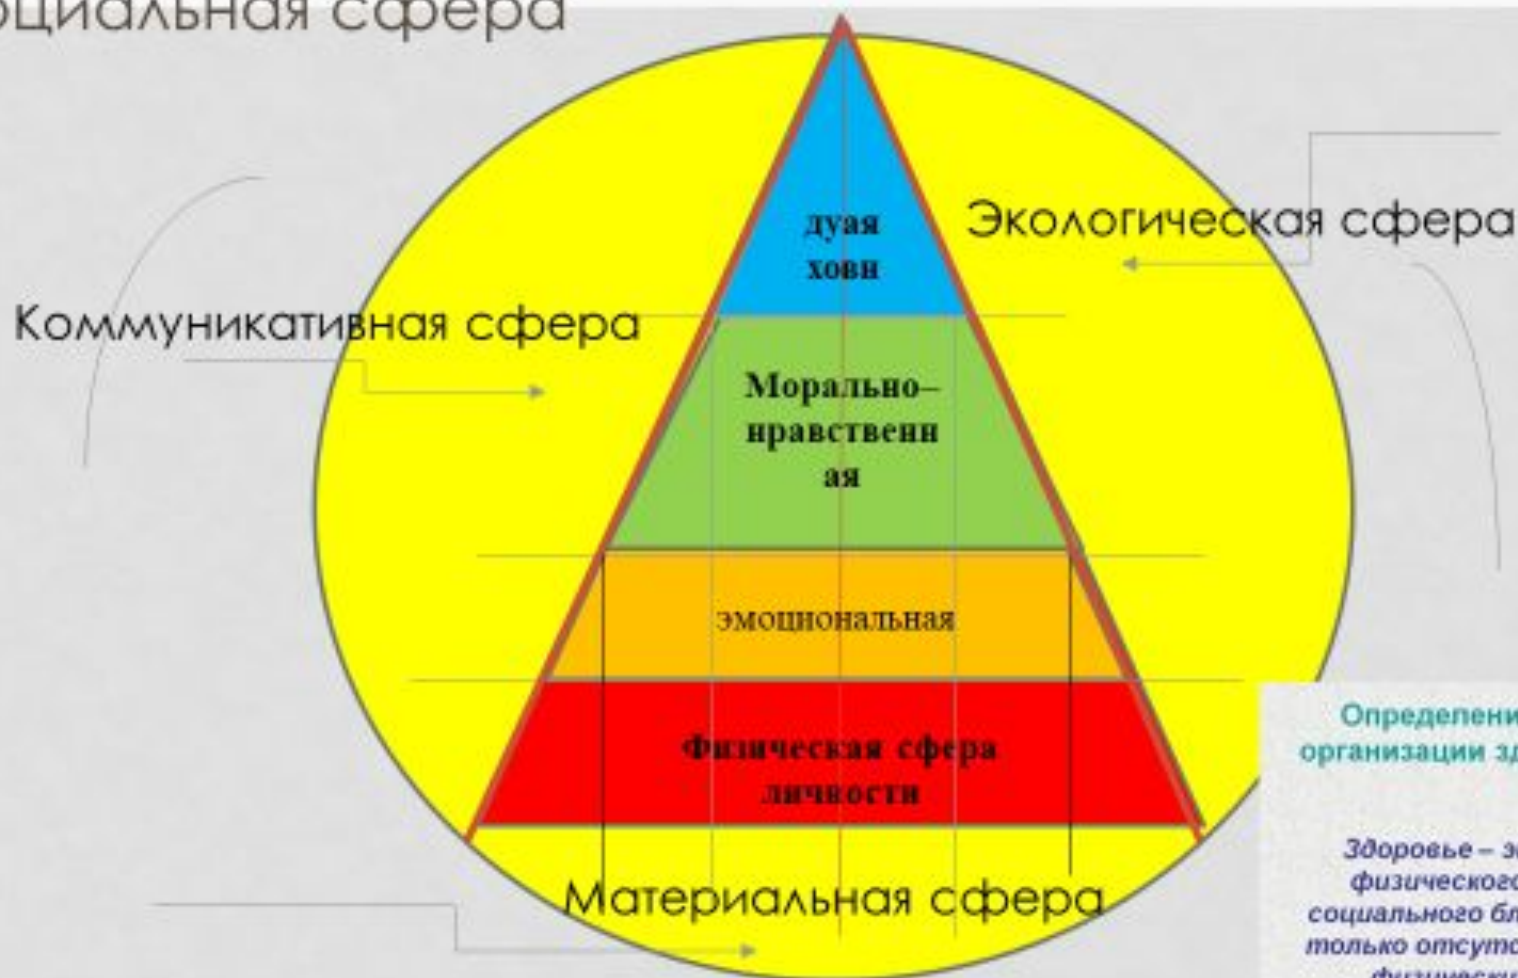 оциальная сфера
Экологическая сфера
Коммуникативная сфера
дуая
ховн
Морально–
нравственн
ая
эмоциональная
Физическая сфера
личности
Материальная сфера
Определени
организации зд
Здоровье – э
физического
социального бл
только отсутс
физически